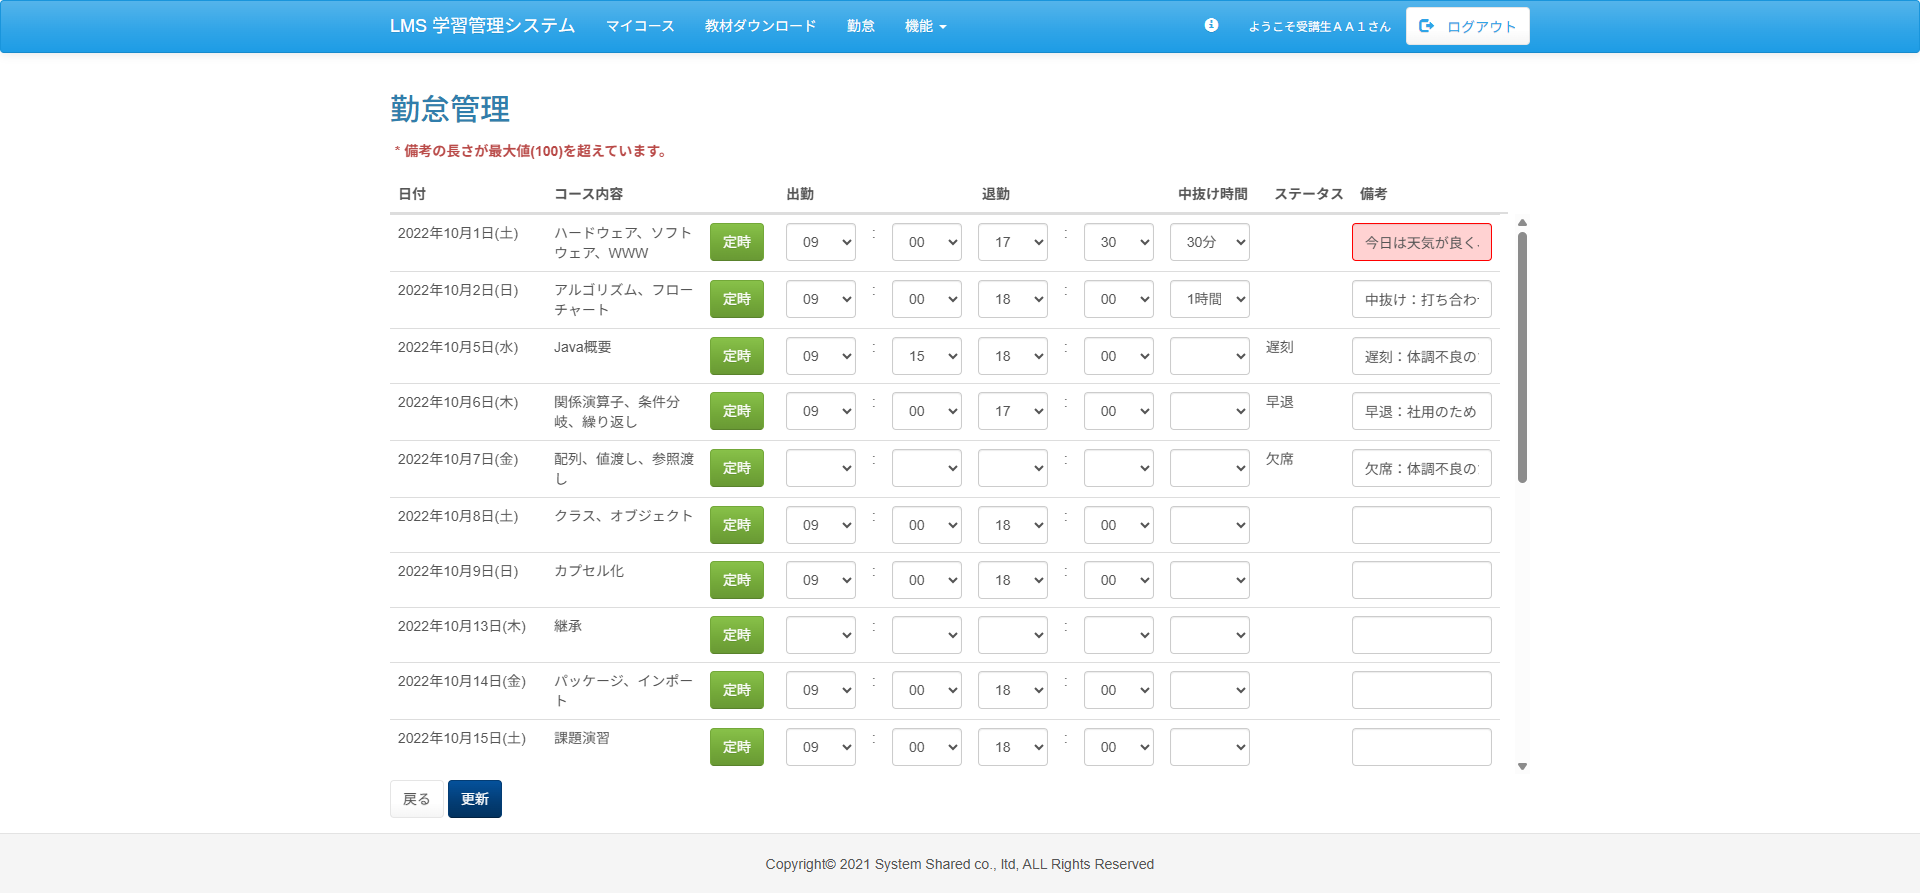 LMS 学習管理システム マイコース 教材ダウンロード 勤怠 機能 ようこそ受講生ＡＡ１さん ログアウト
勤怠管理
* 備考の長さが最大値(100)を超えています。
日付 コース内容 出勤 退勤 中抜け時間 ステータス 備考
2022年10月1日(土) ハードウェア、ソフト 定時 09 : 00 17 : 30 30分 今日は天気が良く
ウェア、WWW
2022年10月2日(日) アルゴリズム、フロー 定時 09 : 00 18 : 00 1時間 中抜け：打ち合わ
チャート
2022年10月5日(水) Java概要 定時 09 : 15 18 : 00 遅刻 遅刻：体調不良の
2022年10月6日(木) 関係演算子、条件分 定時 09 : 00 17 : 00 早退 早退：社用のため
岐、繰り返し
2022年10月7日(金) 配列、値渡し、参照渡 定時 : : 欠席 欠席：体調不良の
し
2022年10月8日(土) クラス、オブジェクト 定時 09 : 00 18 : 00
2022年10月9日(日) カプセル化 定時 09 : 00 18 : 00
2022年10月13日(木) 継承 定時 : :
2022年10月14日(金) パッケージ、インポー 定時 09 : 00 18 : 00
ト
2022年10月15日(土) 課題演習 定時 09 : 00 18 : 00
戻る 更新
Copyright© 2021 System Shared co., ltd, ALL Rights Reserved